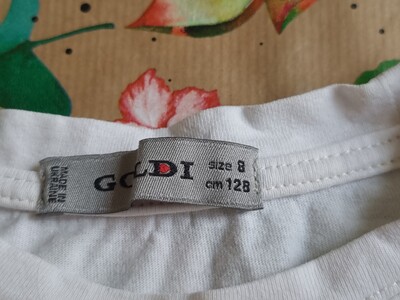 MADE IN
UKRAINE
GOLDI
size 8
cm 128